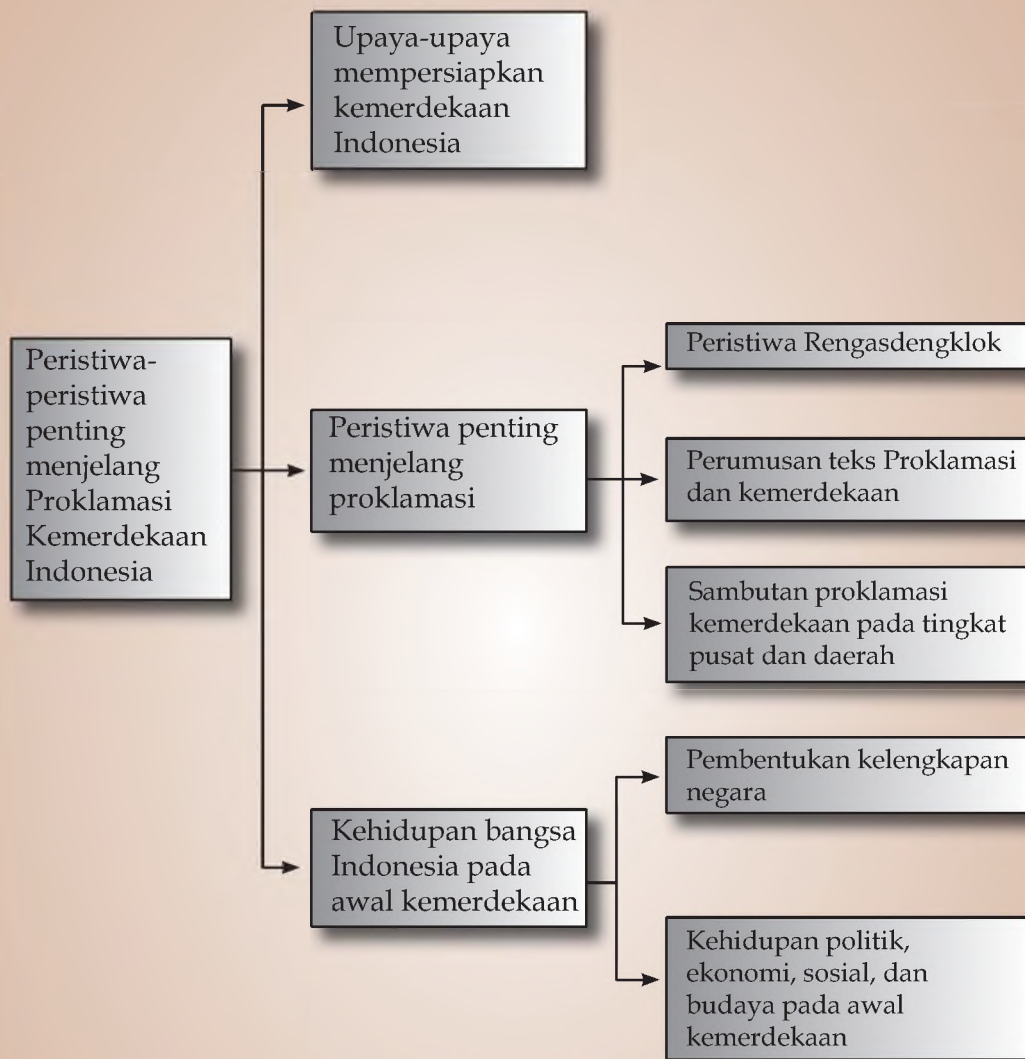 Upaya-upaya
mempersiapkan
kemerdekaan
Indonesia
Peristiwa-
peristiwa
penting
menjelang
Proklamasi
Kemerdekaan
Indonesia
Peristiwa penting
menjelang
proklamasi
Peristiwa Rengasdengklok
Perumusan teks Proklamasi
dan kemerdekaan
Sambutan proklamasi
kemerdekaan pada tingkat
pusat dan daerah
Kehidupan bangsa
Indonesia pada
awal kemerdekaan
Pembentukan kelengkapan
negara
Kehidupan politik,
ekonomi, sosial, dan
budaya pada awal
kemerdekaan